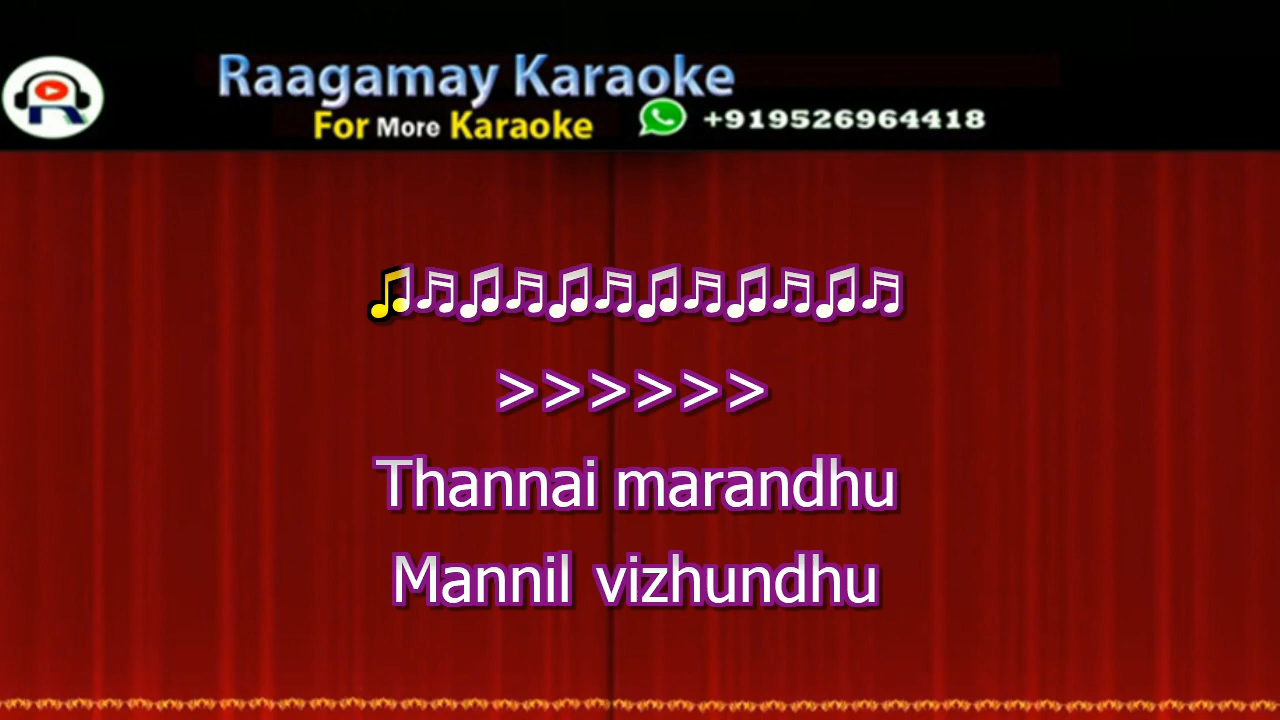 Raagamay Karaoke
For More Karaoke +919526964418
♫♬♫♬♫♬♫♬♫♬♫♬
>>>>>>
Thannai marandhu
Mannil vizhundhu